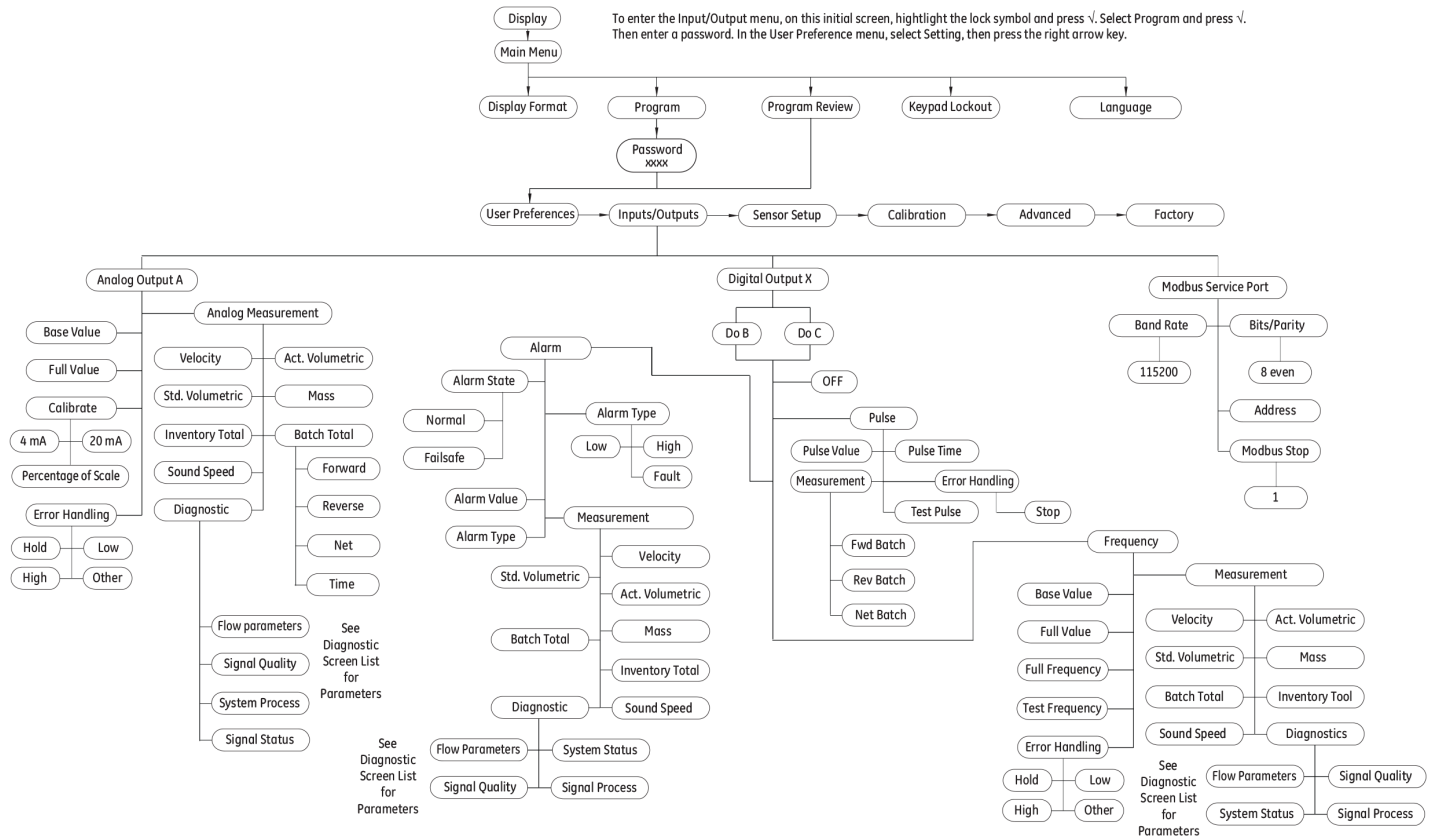 Display
To enter the Input/Output menu, on this initial screen, hightlight the lock symbol and press √. Select Program and press √.
Then enter a password. In the User Preference menu, select Setting, then press the right arrow key.
Main Menu
Display Format
Program
Program Review
Keypad Lockout
Language
Password
xxxx
User Preferences
Inputs/Outputs
Sensor Setup
Calibration
Advanced
Factory
Analog Output A
Analog Measurement
Base Value
Full Value
Calibrate
4 mA
20 mA
Percentage of Scale
Error Handling
Hold
Low
High
Other
Velocity
Act. Volumetric
Std. Volumetric
Mass
Inventory Total
Batch Total
Sound Speed
Forward
Reverse
Net
Time
Diagnostic
Flow parameters
Signal Quality
System Process
Signal Status
See
Diagnostic
Screen List
for
Parameters
Digital Output X
Do B
Do C
Alarm
Alarm State
Normal
Failsafe
Alarm Type
Low
High
Fault
Alarm Value
Alarm Type
Measurement
Velocity
Std. Volumetric
Act. Volumetric
Mass
Batch Total
Inventory Total
Diagnostic
Sound Speed
Flow Parameters
System Status
Signal Quality
Signal Process
See
Diagnostic
Screen List
for
Parameters
OFF
Pulse
Pulse Value
Pulse Time
Measurement
Error Handling
Test Pulse
Stop
Fwd Batch
Rev Batch
Net Batch
Frequency
Measurement
Base Value
Full Value
Full Frequency
Test Frequency
Error Handling
Hold
Low
High
Other
Velocity
Act. Volumetric
Std. Volumetric
Mass
Batch Total
Inventory Tool
Sound Speed
Diagnostics
Flow Parameters
Signal Quality
System Status
Signal Process
See
Diagnostic
Screen List
for
Parameters
Modbus Service Port
Band Rate
Bits/Parity
115200
8 even
Address
Modbus Stop
1